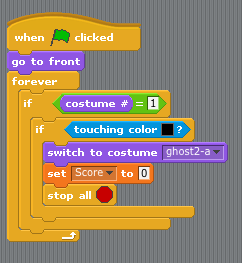 when clicked
go to front
forever
if costume # = 1
if touching color ?
switch to costume ghost2-a
set Score to 0
stop all